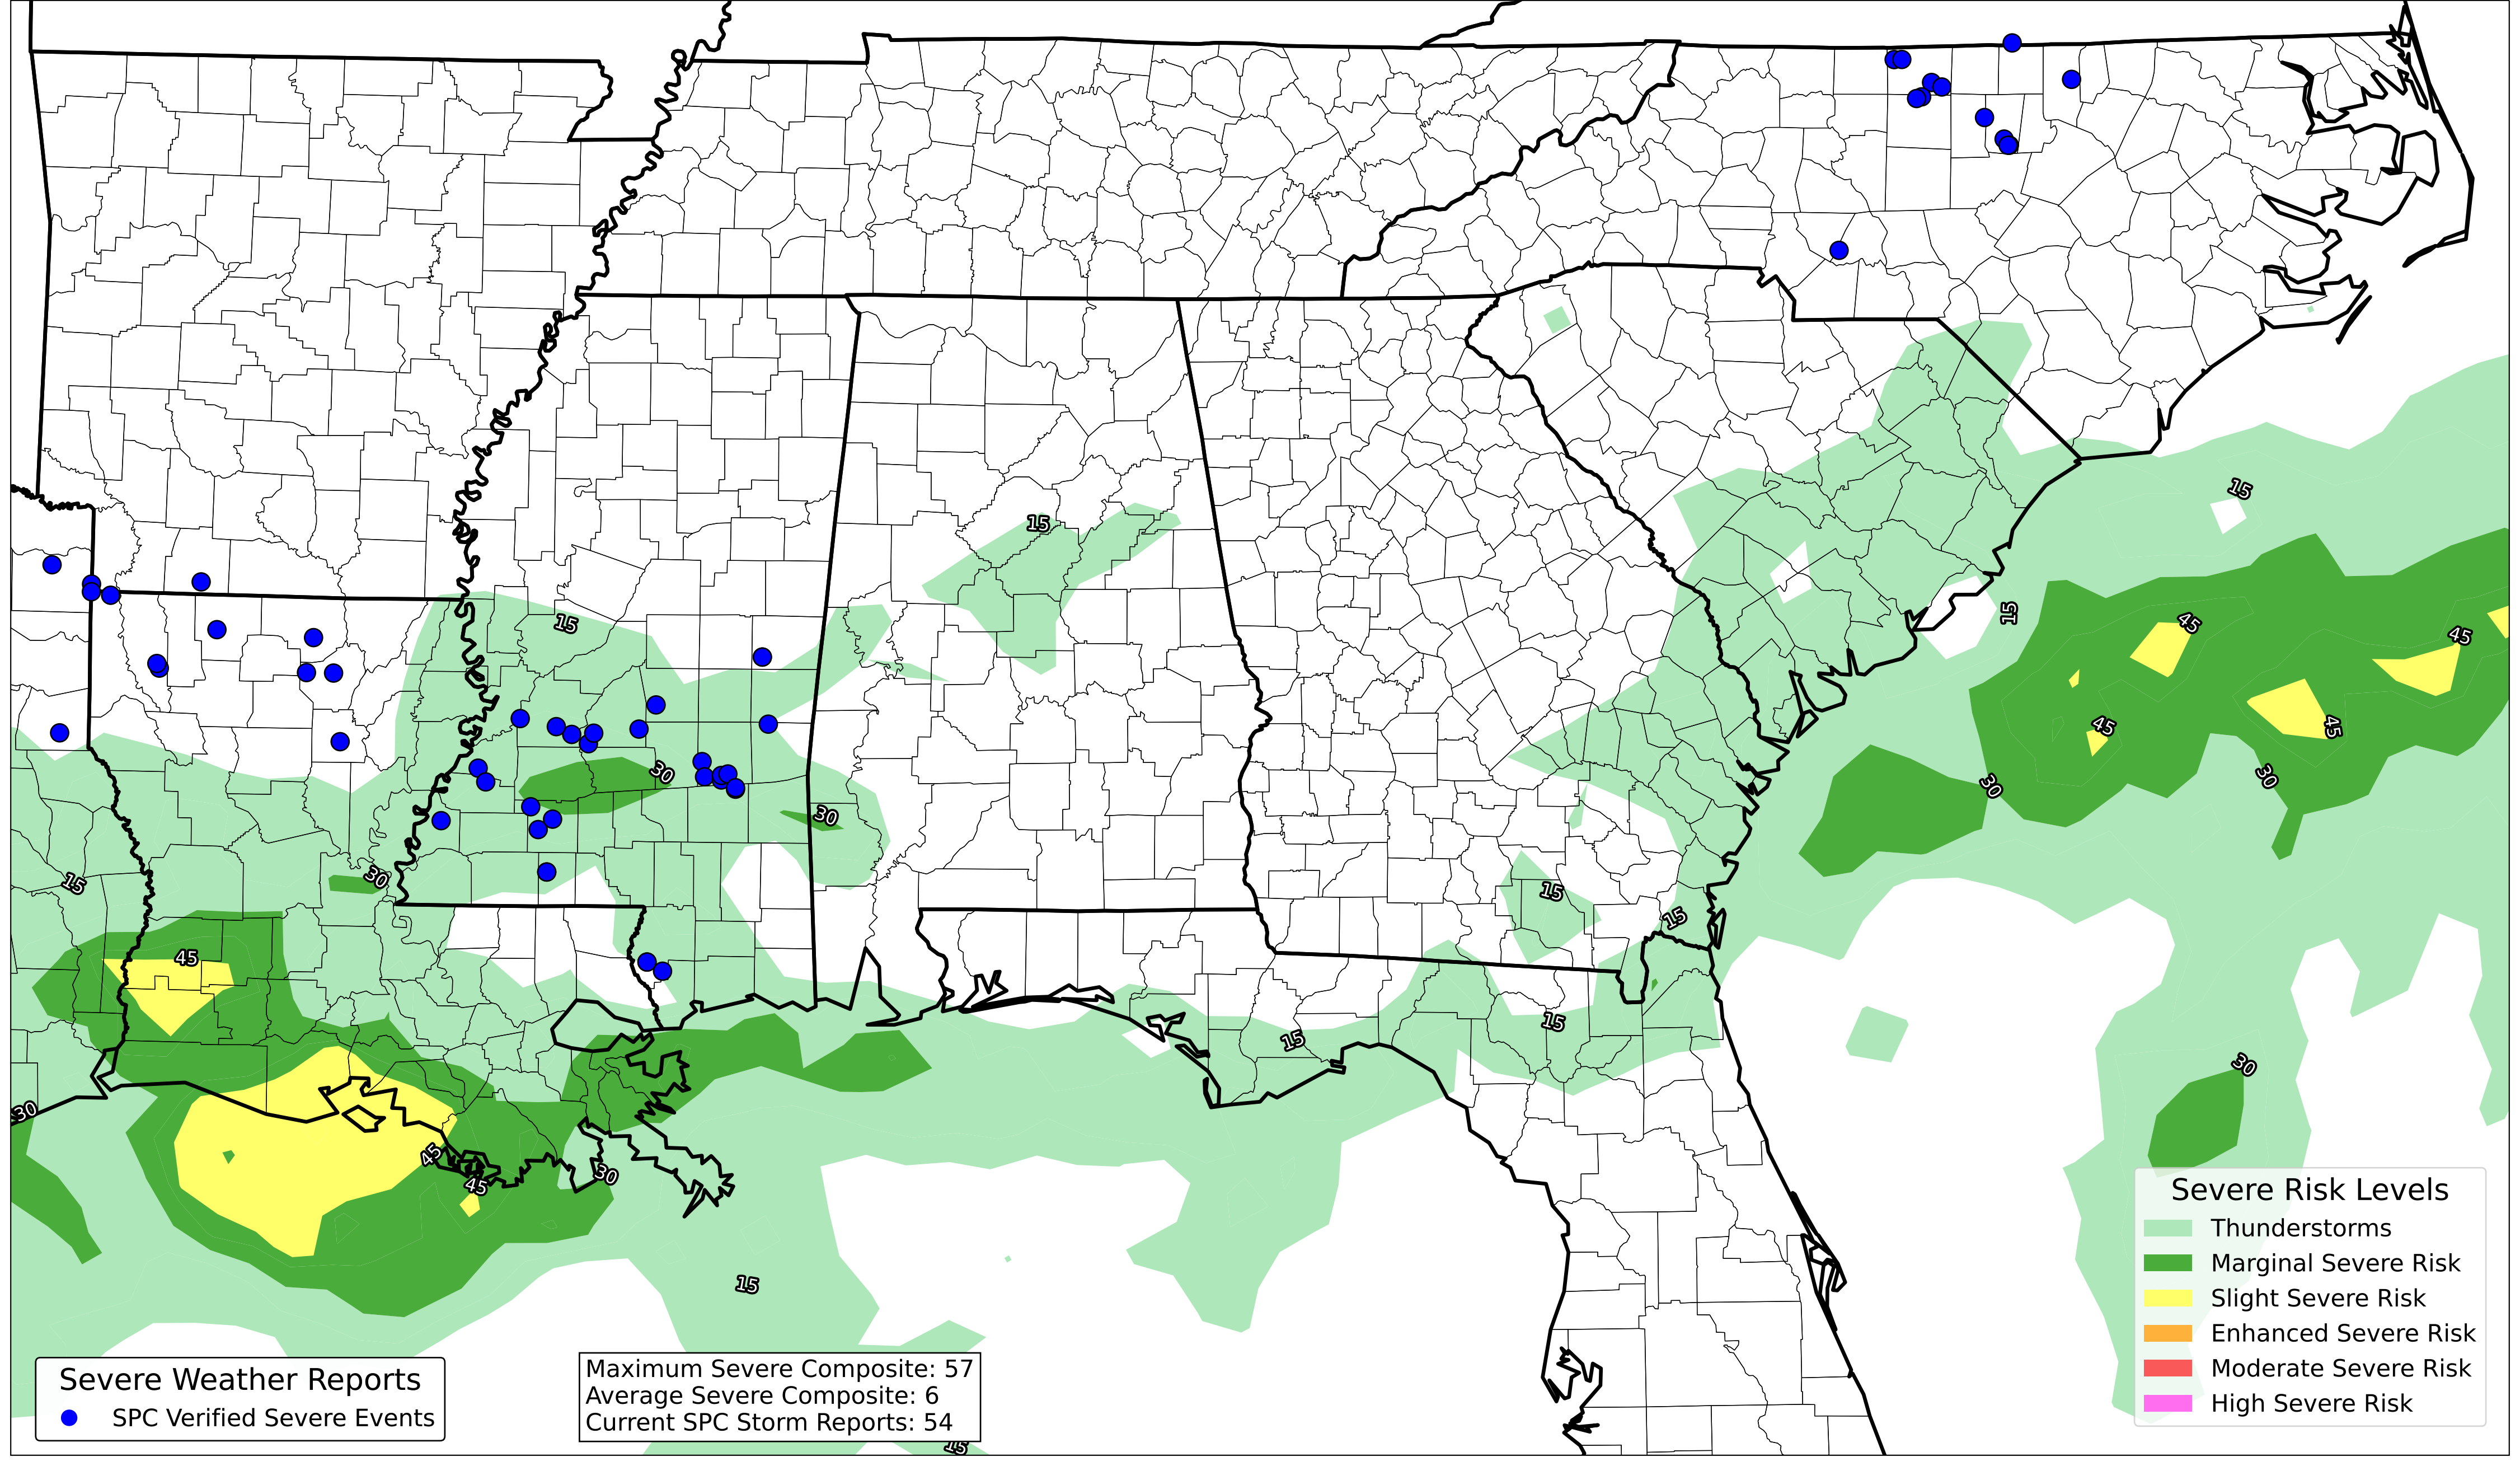 15
15
45
15
45
15
45
45
30
30
30
30
15
30
15
15
45
15
15
30
30
45
30
45
15
15
Severe Risk Levels
Thunderstorms
Marginal Severe Risk
Slight Severe Risk
Enhanced Severe Risk
Moderate Severe Risk
High Severe Risk
Severe Weather Reports
SPC Verified Severe Events
Maximum Severe Composite: 57
Average Severe Composite: 6
Current SPC Storm Reports: 54